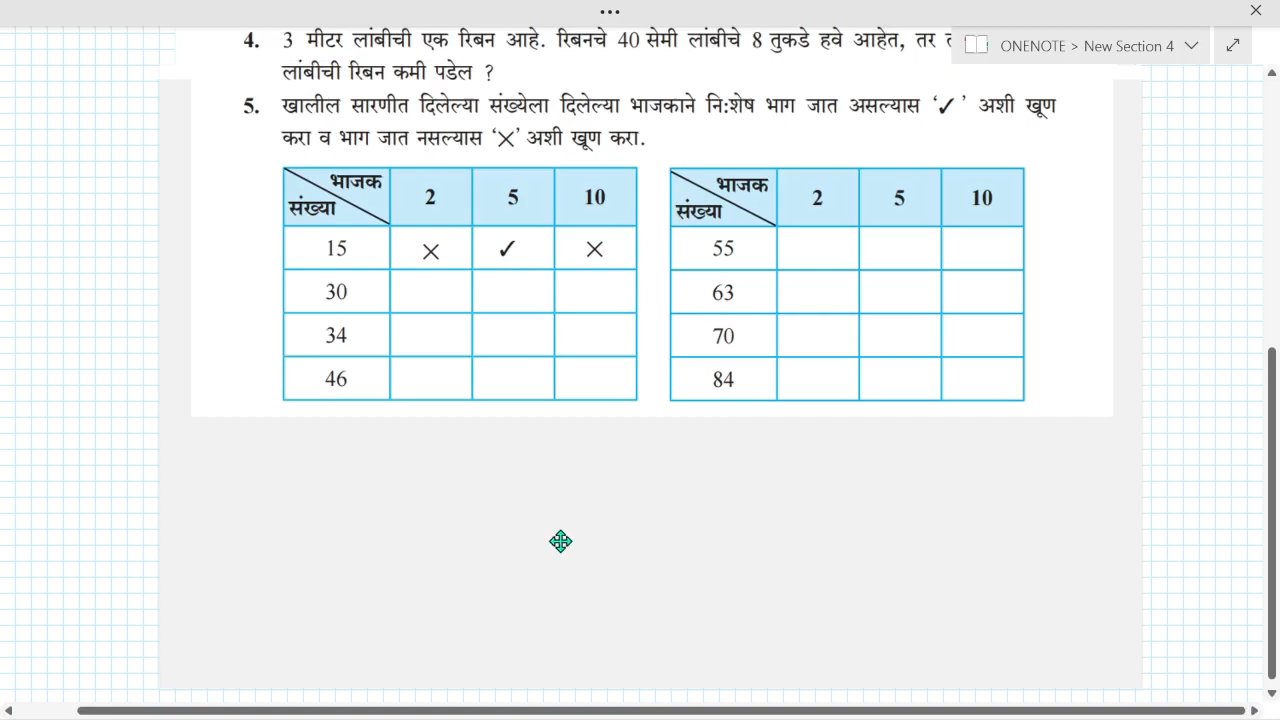 •••
ONENOTE > New Section 4
4. 3 मीटर लांबीची एक रिबन आहे. रिबनचे 40 सेमी लांबीचे 8 तुकडे हवे आहेत, तर
लांबीची रिबन कमी पडेल ?
5. खालील सारणीत दिलेल्या संख्येला दिलेल्या भाजकाने नि:शेष भाग जात असल्यास ‘✓’ अशी खूण
करा व भाग जात नसल्यास ‘×’ अशी खूण करा.
भाजक संख्या 2 5 10
15 × ✓ ×
30
34
46
भाजक संख्या 2 5 10
55
63
70
84